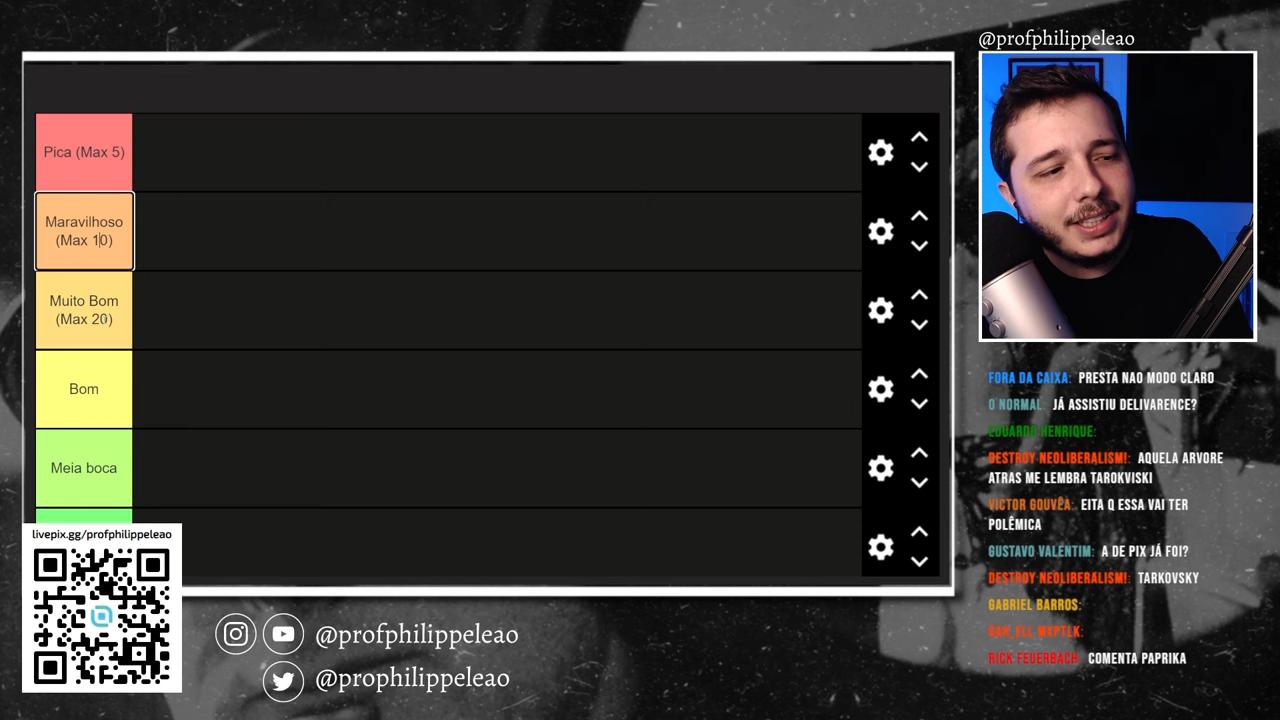 @profphilippeleao
Pica (Max 5)
Maravilhoso
(Max 10)
Muito Bom
(Max 20)
Bom
Meia boca
livepix.gg/profphilippeleao
@profphilippeleao
@prophilippeleao
FORA DA CAIXA: PRESTA NAO MODO CLARO
O NORMAL: JÁ ASSISTIU DELIVARENCE?
EDUARDO HENRIQUE:
DESTROY NEOLIBERALISM!: AQUELA ARVORE
ATRAS ME LEMBRA TAROKVISKI
VICTOR GOUVÊA: EITA Q ESSA VAI TER
POLÊMICA
GUSTAVO VALENTIM: A DE PIX JÁ FOI?
DESTROY NEOLIBERALISM!: TARKOVSKY
GABRIEL BARROS:
RICK FEUERBACH: COMENTA PAPRIKA